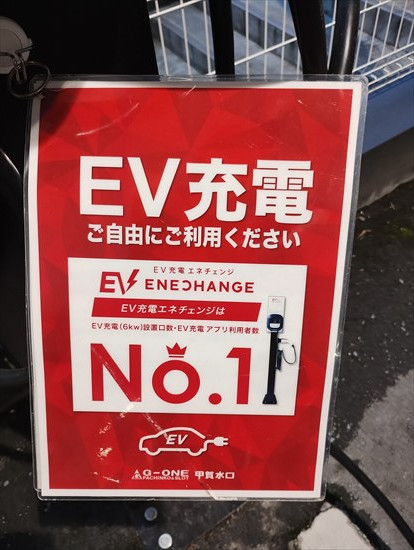 EV充電
ご自由にご利用ください
EV充電 エネチェンジ
EV ENECHANGE
EV充電エネチェンジは
EV充電(6kw)設置口数・EV充電 アプリ利用者数
No.1
EV
G-ONE 甲賀水口
PACHINKO&SLOT